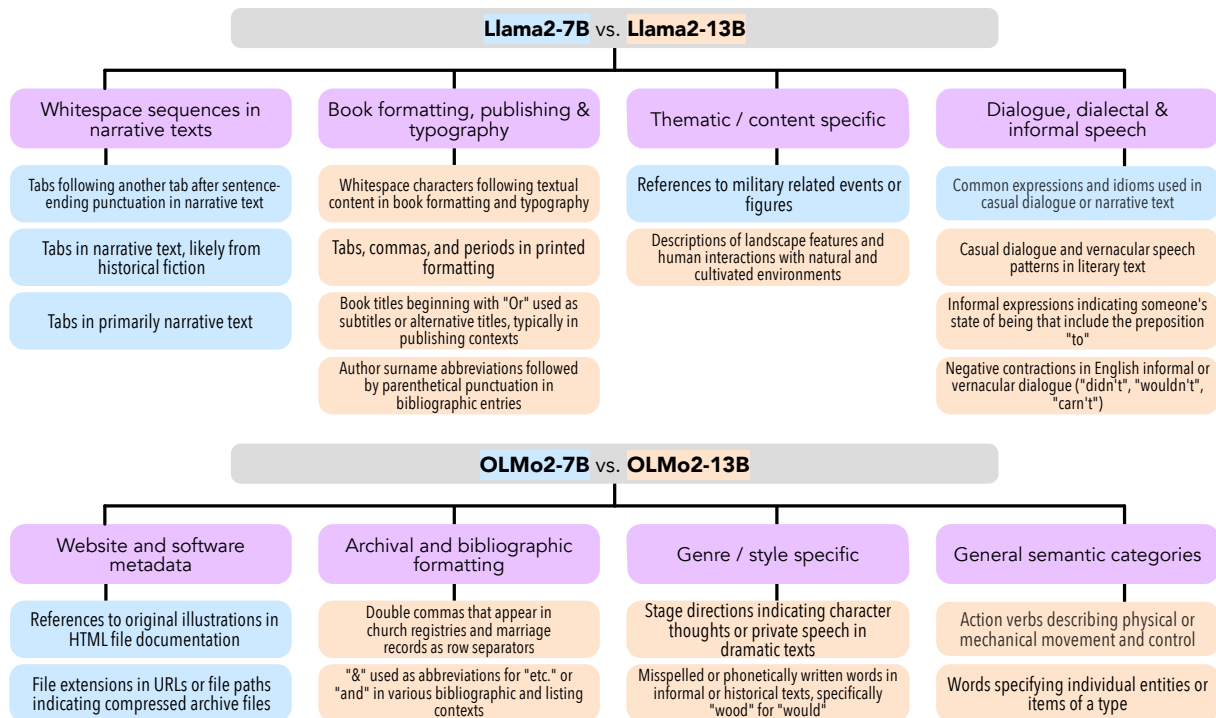 Llama2-7B vs. Llama2-13B
Whitespace sequences in
narrative texts
Tabs following another tab after sentence-
ending punctuation in narrative text
Tabs in narrative text, likely from
historical fiction
Tabs in primarily narrative text
Book formatting, publishing &
typography
Whitespace characters following textual
content in book formatting and typography
Tabs, commas, and periods in printed
formatting
Book titles beginning with "Or" used as
subtitles or alternative titles, typically in
publishing contexts
Author surname abbreviations followed
by parenthetical punctuation in
bibliographic entries
Thematic / content specific
References to military related events or
figures
Descriptions of landscape features and
human interactions with natural and
cultivated environments
Dialogue, dialectal &
informal speech
Common expressions and idioms used in
casual dialogue or narrative text
Casual dialogue and vernacular speech
patterns in literary text
Informal expressions indicating someone's
state of being that include the preposition
"to"
Negative contractions in English informal or
vernacular dialogue ("didn't", "wouldn't",
"carn't")
OLMo2-7B vs. OLMo2-13B
Website and software
metadata
References to original illustrations in
HTML file documentation
File extensions in URLs or file paths
indicating compressed archive files
Archival and bibliographic
formatting
Double commas that appear in
church registries and marriage
records as row separators
"&" used as abbreviations for "etc." or
"and" in various bibliographic and listing
contexts
Genre / style specific
Stage directions indicating character
thoughts or private speech in
dramatic texts
Misspelled or phonetically written words in
informal or historical texts, specifically
"wood" for "would"
General semantic categories
Action verbs describing physical or
mechanical movement and control
Words specifying individual entities or
items of a type